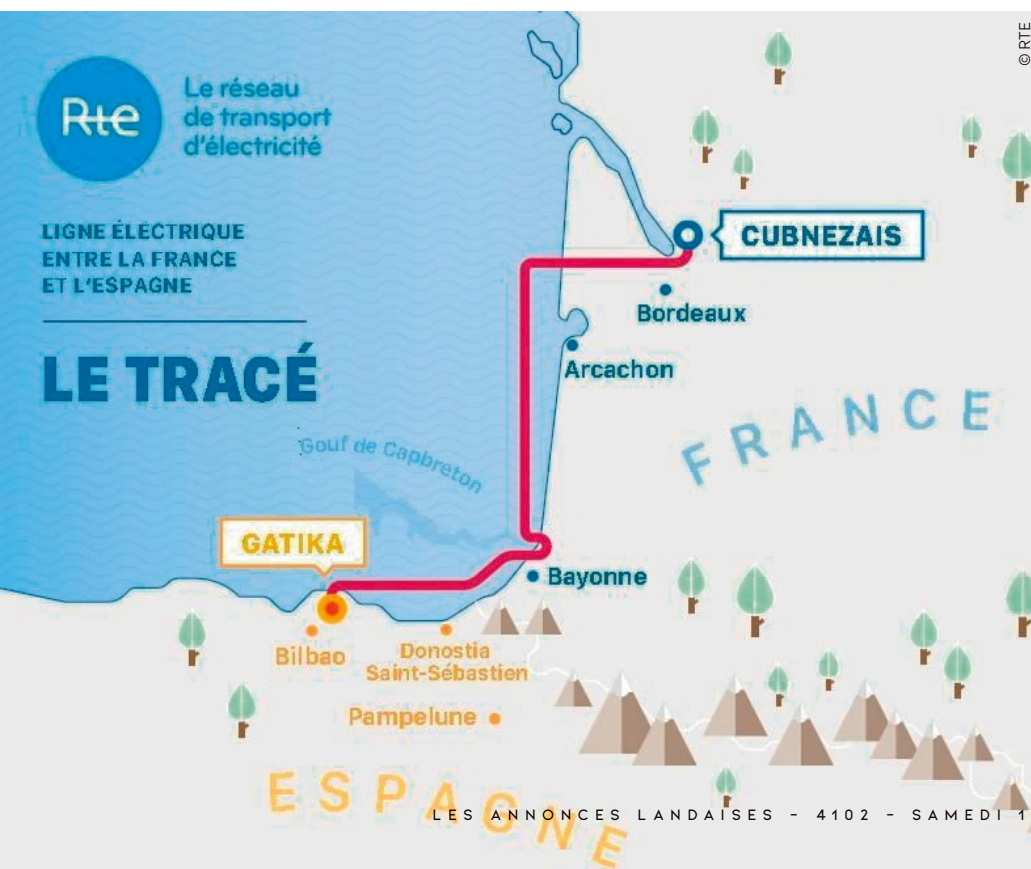 © RTE
Rte
Le réseau
de transport
d'électricité
LIGNE ÉLECTRIQUE
ENTRE LA FRANCE
ET L'ESPAGNE
LE TRACÉ
CUBNEZAIS
Bordeaux
Arcachon
FRANCE
Gouf de Capbreton
GATIKA
Bayonne
Bilbao
Donostia
Saint-Sébastien
Pampelune
ESPAGNE
LES ANNONCES LANDAISES - 4102 - SAMEDI 1